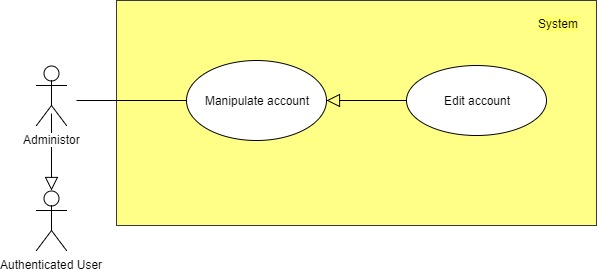 System
Manipulate account
Edit account
Administor
Authenticated User